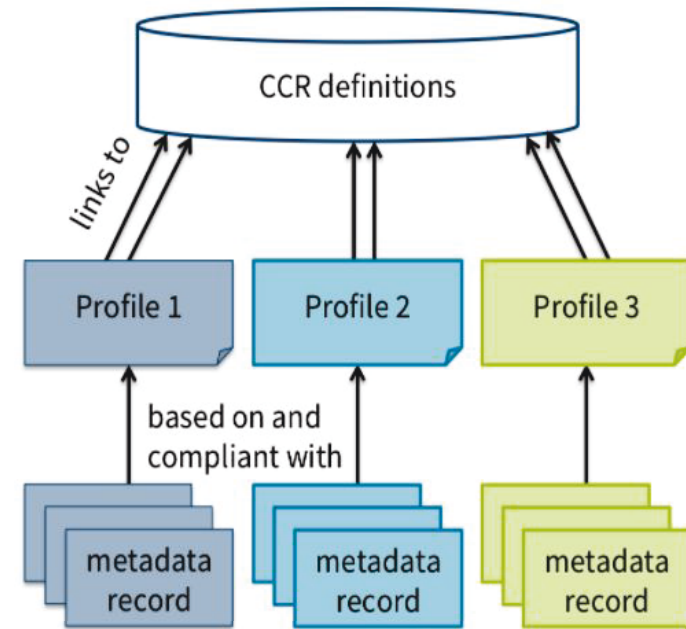 CCR definitions
links to
Profile 1
Profile 2
Profile 3
based on and
compliant with
metadata
record
metadata
record
metadata
record